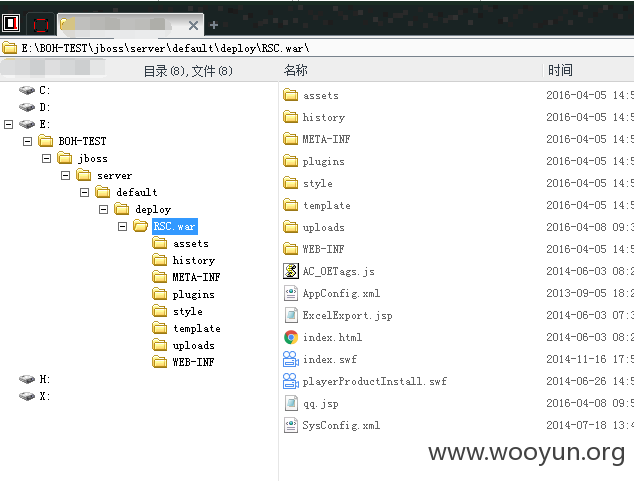 E:\BOH-TEST\jboss\server\default\deploy\RSC.war\
目录(8),文件(8)
名称
时间
C:
D:
E:
BOH-TEST
jboss
server
default
deploy
RSC.war
assets
history
META-INF
plugins
style
template
uploads
WEB-INF
H:
X:
assets 2016-04-05 14:5
history 2016-04-05 14:5
META-INF 2016-04-05 14:5
plugins 2016-04-05 14:5
style 2016-04-05 14:5
template 2016-04-05 14:5
uploads 2016-04-08 09:3
WEB-INF 2016-04-05 14:5
AC_OETags.js 2014-06-03 08:2
AppConfig.xml 2013-09-05 18:2
ExcelExport.jsp 2014-06-03 07:3
index.html 2014-06-03 08:2
index.swf 2014-11-16 17:5
playerProductInstall.swf 2014-06-26 14:5
qq.jsp 2016-04-08 09:5
SysConfig.xml 2014-07-18 13:4
www.wooyun.org